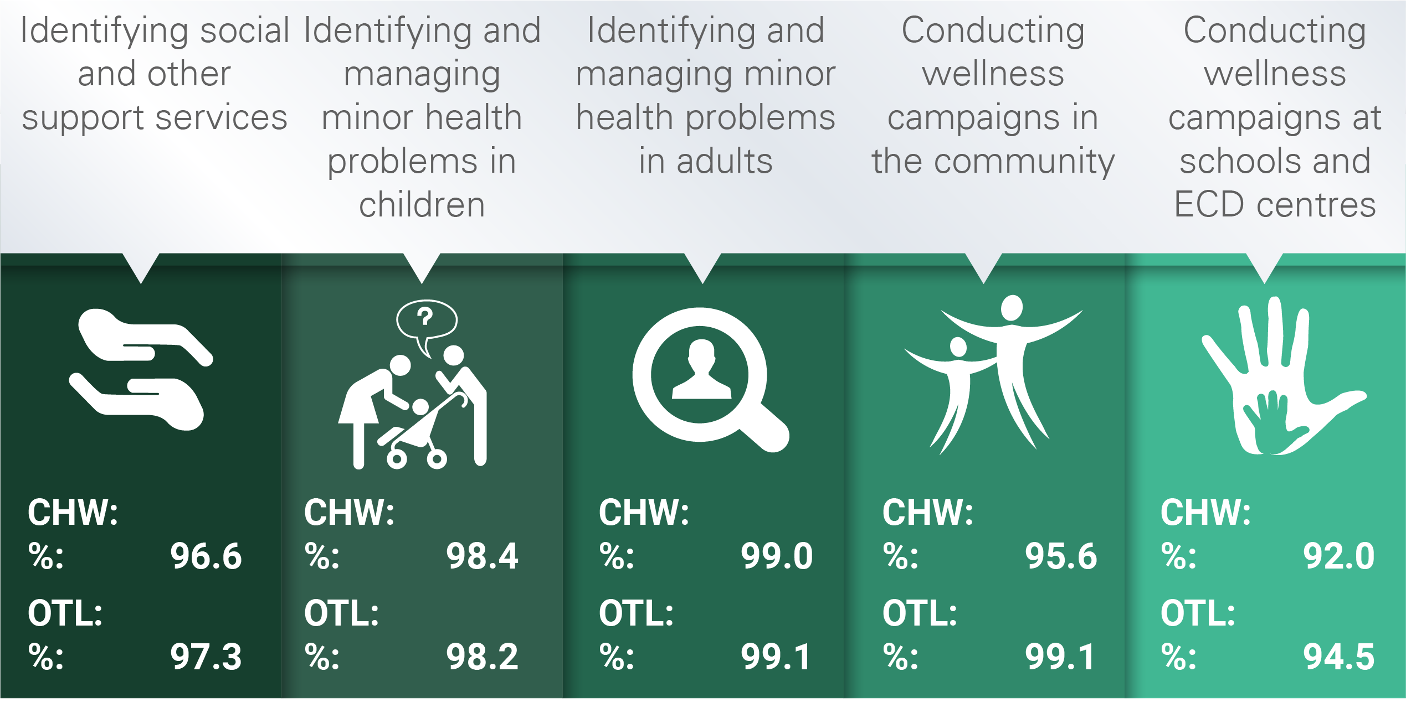 Identifying social
and other
support services
Identifying and
managing
minor health
problems in
children
Identifying and
managing minor
health problems
in adults
Conducting
wellness
campaigns in
the community
Conducting
wellness
campaigns at
schools and
ECD centres
?
CHW:
%: 96.6
OTL:
%: 97.3
CHW:
%: 98.4
OTL:
%: 98.2
CHW:
%: 99.0
OTL:
%: 99.1
CHW:
%: 95.6
OTL:
%: 99.1
CHW:
%: 92.0
OTL:
%: 94.5